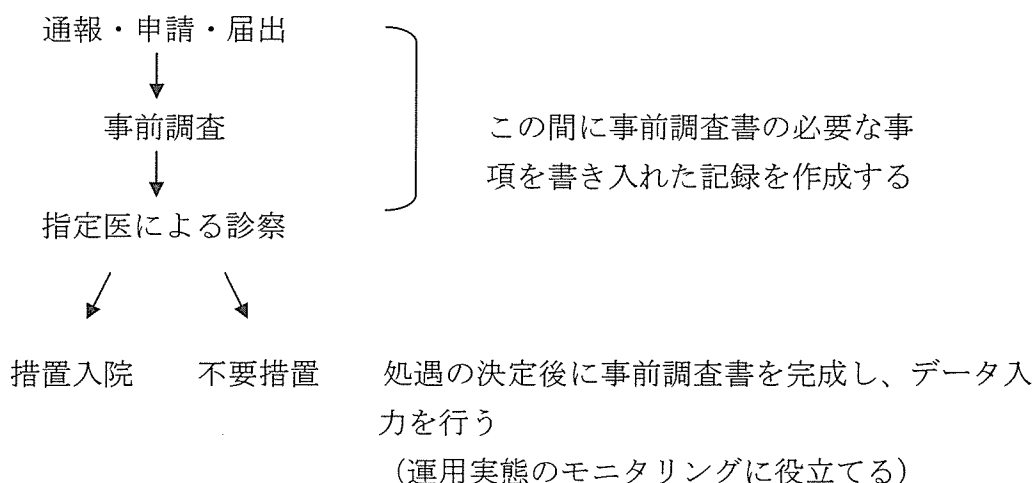 通報・申請・届出
事前調査
この間に事前調査書の必要な事
項を書き入れた記録を作成する
指定医による診察
措置入院
不要措置
処遇の決定後に事前調査書を完成し、データ入
力を行う
（運用実態のモニタリングに役立てる）